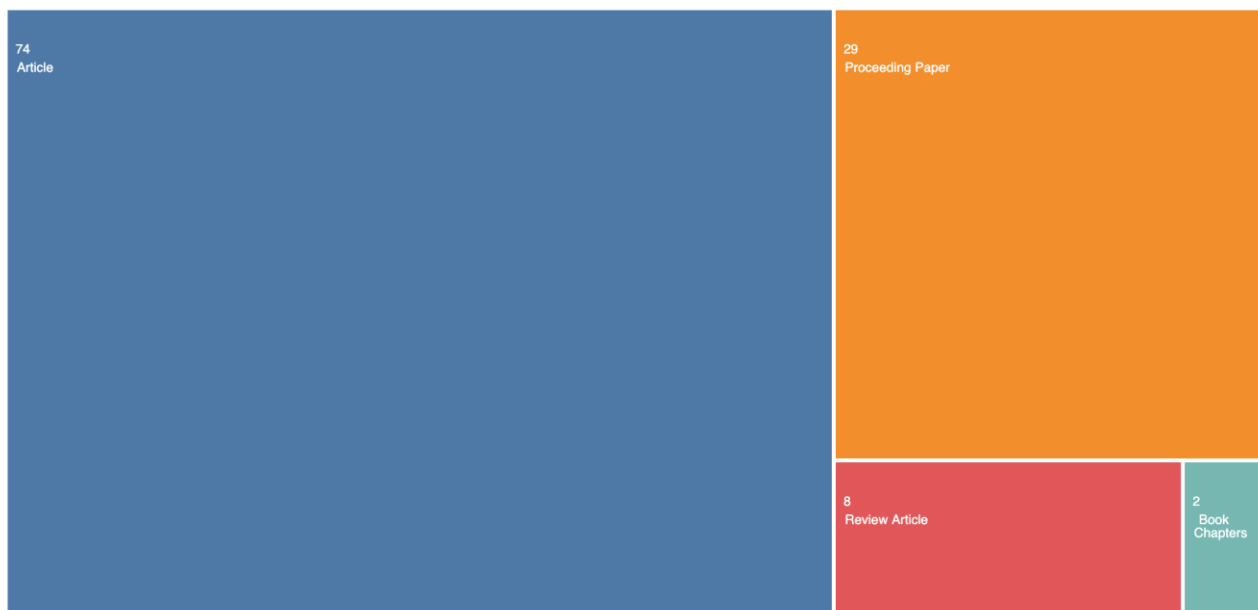 74
Article
29
Proceeding Paper
8
Review Article
2
Book
Chapters